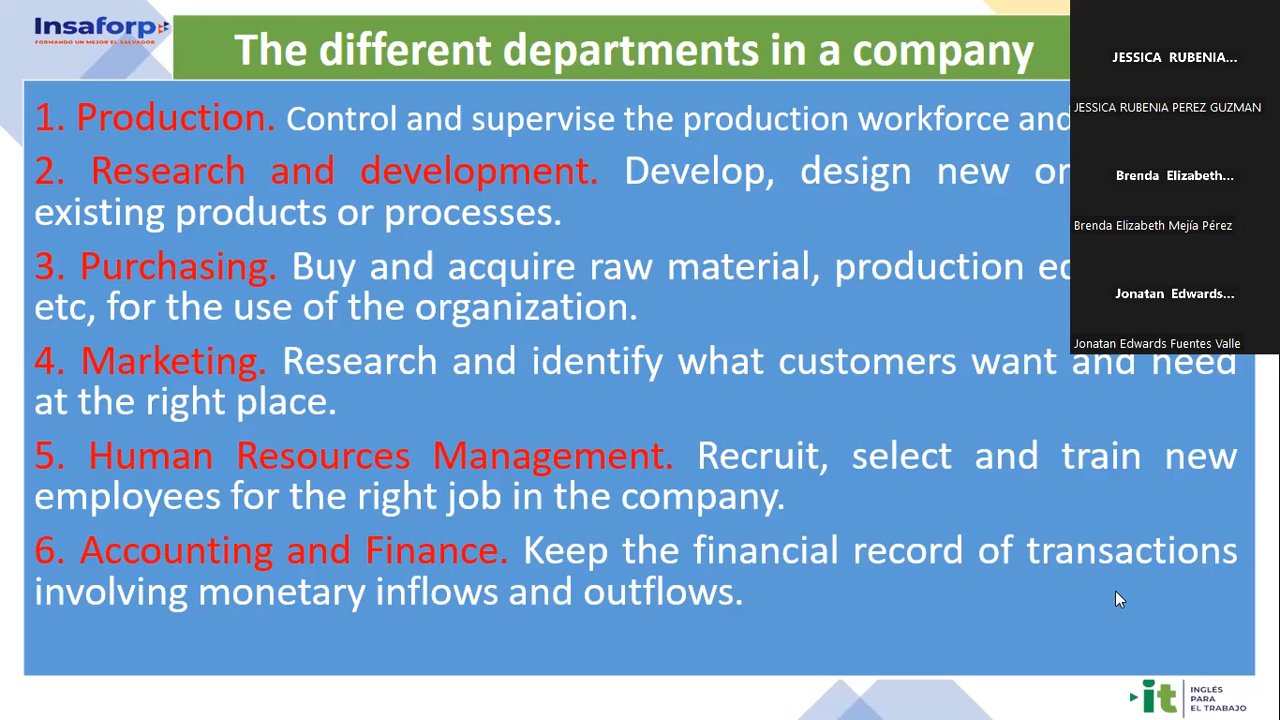 Insaforp
FORMANDO UN MEJOR EL SALVADOR
The different departments in a company
1. Production. Control and supervise the production workforce and
2. Research and development. Develop, design new or
existing products or processes.
3. Purchasing. Buy and acquire raw material, production
etc, for the use of the organization.
4. Marketing. Research and identify what customers want and need
at the right place.
5. Human Resources Management. Recruit, select and train new
employees for the right job in the company.
6. Accounting and Finance. Keep the financial record of transactions
involving monetary inflows and outflows.
JESSICA RUBENIA...
JESSICA RUBENIA PEREZ GUZMAN
Brenda Elizabeth...
Brenda Elizabeth Mejía Pérez
Jonatan Edwards...
Jonatan Edwards Fuentes Valle
it
INGLÉS
PARA
EL TRABAJO